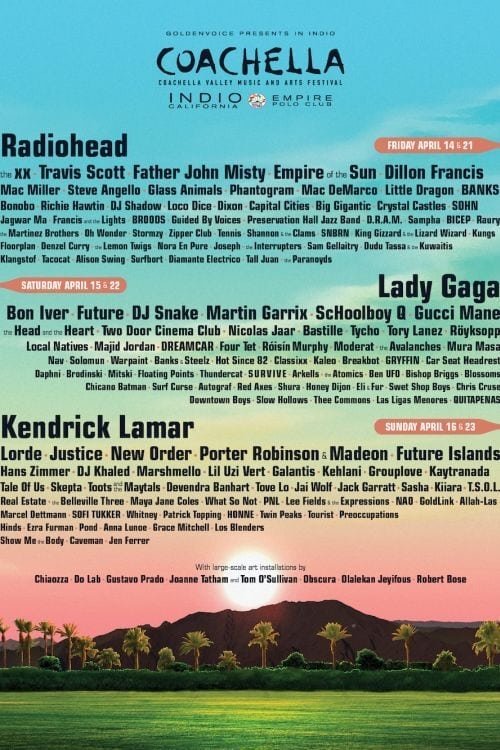 GOLDENVOICE PRESENTS IN INDIO
COACHELLA
COACHELLA VALLEY MUSIC AND ARTS FESTIVAL
INDIO CALIFORNIA EMPIRE POLO CLUB
Radiohead
FRIDAY APRIL 14 & 21
the xx · Travis Scott · Father John Misty · Empire of the Sun · Dillon Francis
Mac Miller · Steve Angello · Glass Animals · Phantogram · Mac DeMarco · Little Dragon · BANKS
Bonobo · Richie Hawtin · DJ Shadow · Loco Dice · Dixon · Capital Cities · Big Gigantic · Crystal Castles · SOHN
Jagwar Ma · Francis and the Lights · BROODS · Guided By Voices · Preservation Hall Jazz Band · D.R.A.M. · Sampha · BICEP · Raury
the Martinez Brothers · Oh Wonder · Stormzy · Zipper Club · Tennis · Shannon & the Clams · SNBRN · King Gizzard & the Lizard Wizard · Kungs
Floorplan · Denzel Curry · the Lemon Twigs · Nora En Pure · Joseph · the Interrupters · Sam Gellaitry · Dudu Tassa & the Kuwaitis
Klangstof · Tacocat · Alison Swing · Surfbort · Diamante Electrico · Tall Juan · the Paranoyds
SATURDAY APRIL 15 & 22
Lady Gaga
Bon Iver · Future · DJ Snake · Martin Garrix · ScHoolboy Q · Gucci Mane
the Head and the Heart · Two Door Cinema Club · Nicolas Jaar · Bastille · Tycho · Tory Lanez · Röyksopp
Local Natives · Majid Jordan · DREAMCAR · Four Tet · Róisín Murphy · Moderat · the Avalanches · Mura Masa
Nav · Solomun · Warpaint · Banks & Steelz · Hot Since 82 · Classixx · Kaleo · Breakbot · GRYFFIN · Car Seat Headrest
Daphni · Brodinski · Mitski · Floating Points · Thundercat · SURVIVE · Arkells · the Atomics · Ben UFO · Bishop Briggs · Blossoms
Chicano Batman · Surf Curse · Autograf · Red Axes · Shura · Honey Dijon · Eli & Fur · Swet Shop Boys · Chris Cruse
Downtown Boys · Slow Hollows · Thee Commons · Las Ligas Menores · QUITAPENAS
Kendrick Lamar
SUNDAY APRIL 16 & 23
Lorde · Justice · New Order · Porter Robinson & Madeon · Future Islands
Hans Zimmer · DJ Khaled · Marshmello · Lil Uzi Vert · Galantis · Kehlani · Grouplove · Kaytranada
Tale Of Us · Skepta · Toots and the Maytals · Devendra Banhart · Tove Lo · Jai Wolf · Jack Garratt · Sasha · Kiiara · T.S.O.L.
Real Estate · the Belleville Three · Maya Jane Coles · What So Not · PNL · Lee Fields & the Expressions · NAO · GoldLink · Allah-Las
Marcel Dettmann · SOFI TUKKER · Whitney · Patrick Topping · HONNE · Twin Peaks · Tourist · Preoccupations
Hinds · Ezra Furman · Pond · Anna Lunoe · Grace Mitchell · Los Blenders
Show Me the Body · Caveman · Jen Ferrer
With large-scale art installations by
Chiaozza · Do Lab · Gustavo Prado · Joanne Tatham and Tom O'Sullivan · Obscura · Olalekan Jeyifous · Robert Bose